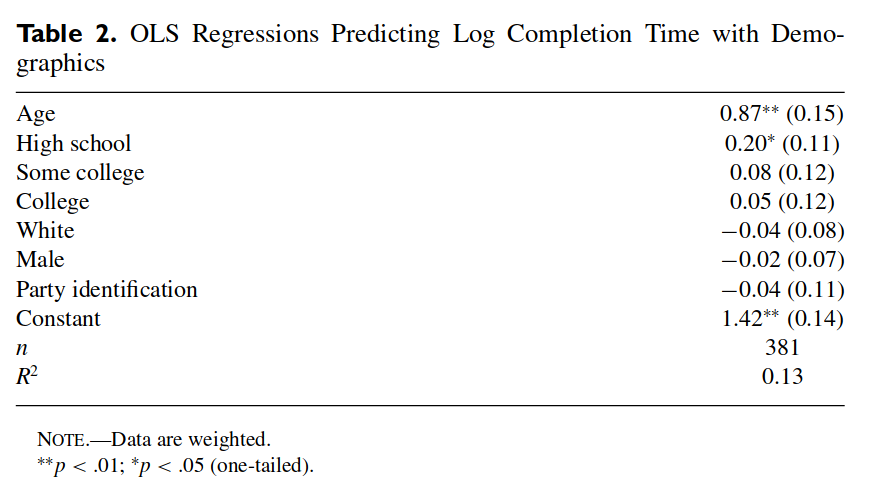 Table 2. OLS Regressions Predicting Log Completion Time with Demo-
graphics
Age 0.87** (0.15)
High school 0.20* (0.11)
Some college 0.08 (0.12)
College 0.05 (0.12)
White −0.04 (0.08)
Male −0.02 (0.07)
Party identification −0.04 (0.11)
Constant 1.42** (0.14)
n 381
R² 0.13
NOTE.—Data are weighted.
**p < .01; *p < .05 (one-tailed).